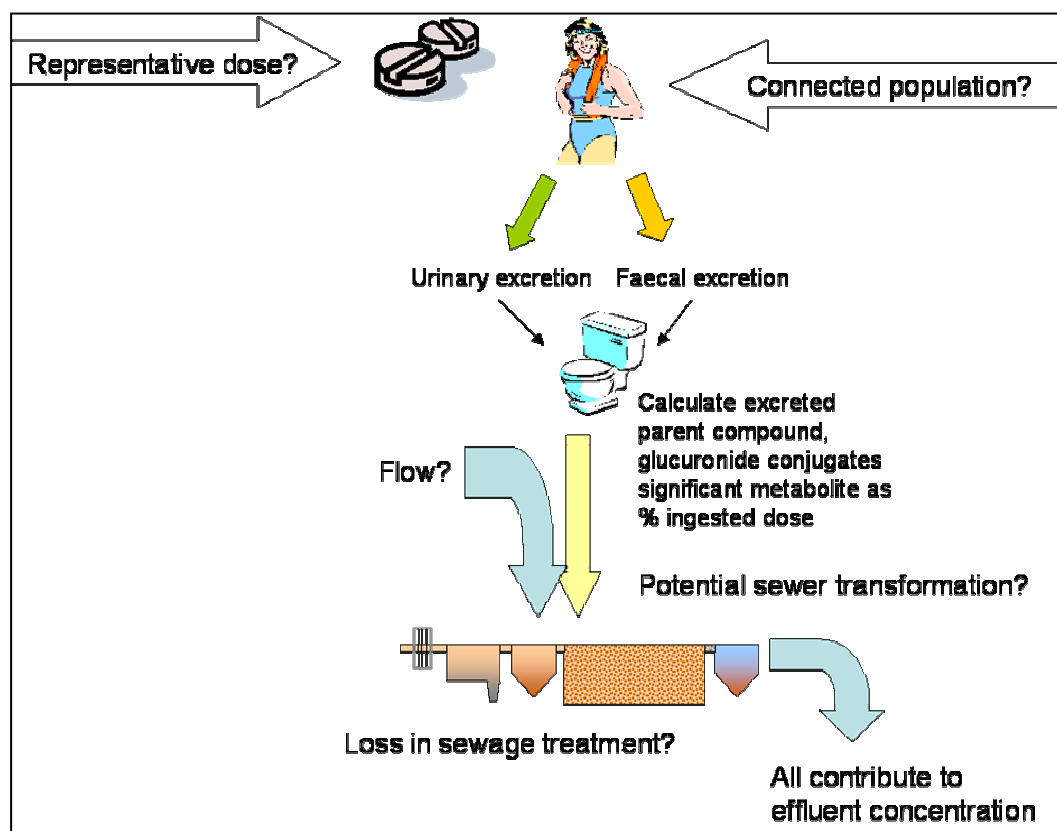 Representative dose?
Connected population?
Urinary excretion
Faecal excretion
Calculate excreted
parent compound,
glucuronide conjugates
significant metabolite as
% ingested dose
Flow?
Potential sewer transformation?
Loss in sewage treatment?
All contribute to
effluent concentration